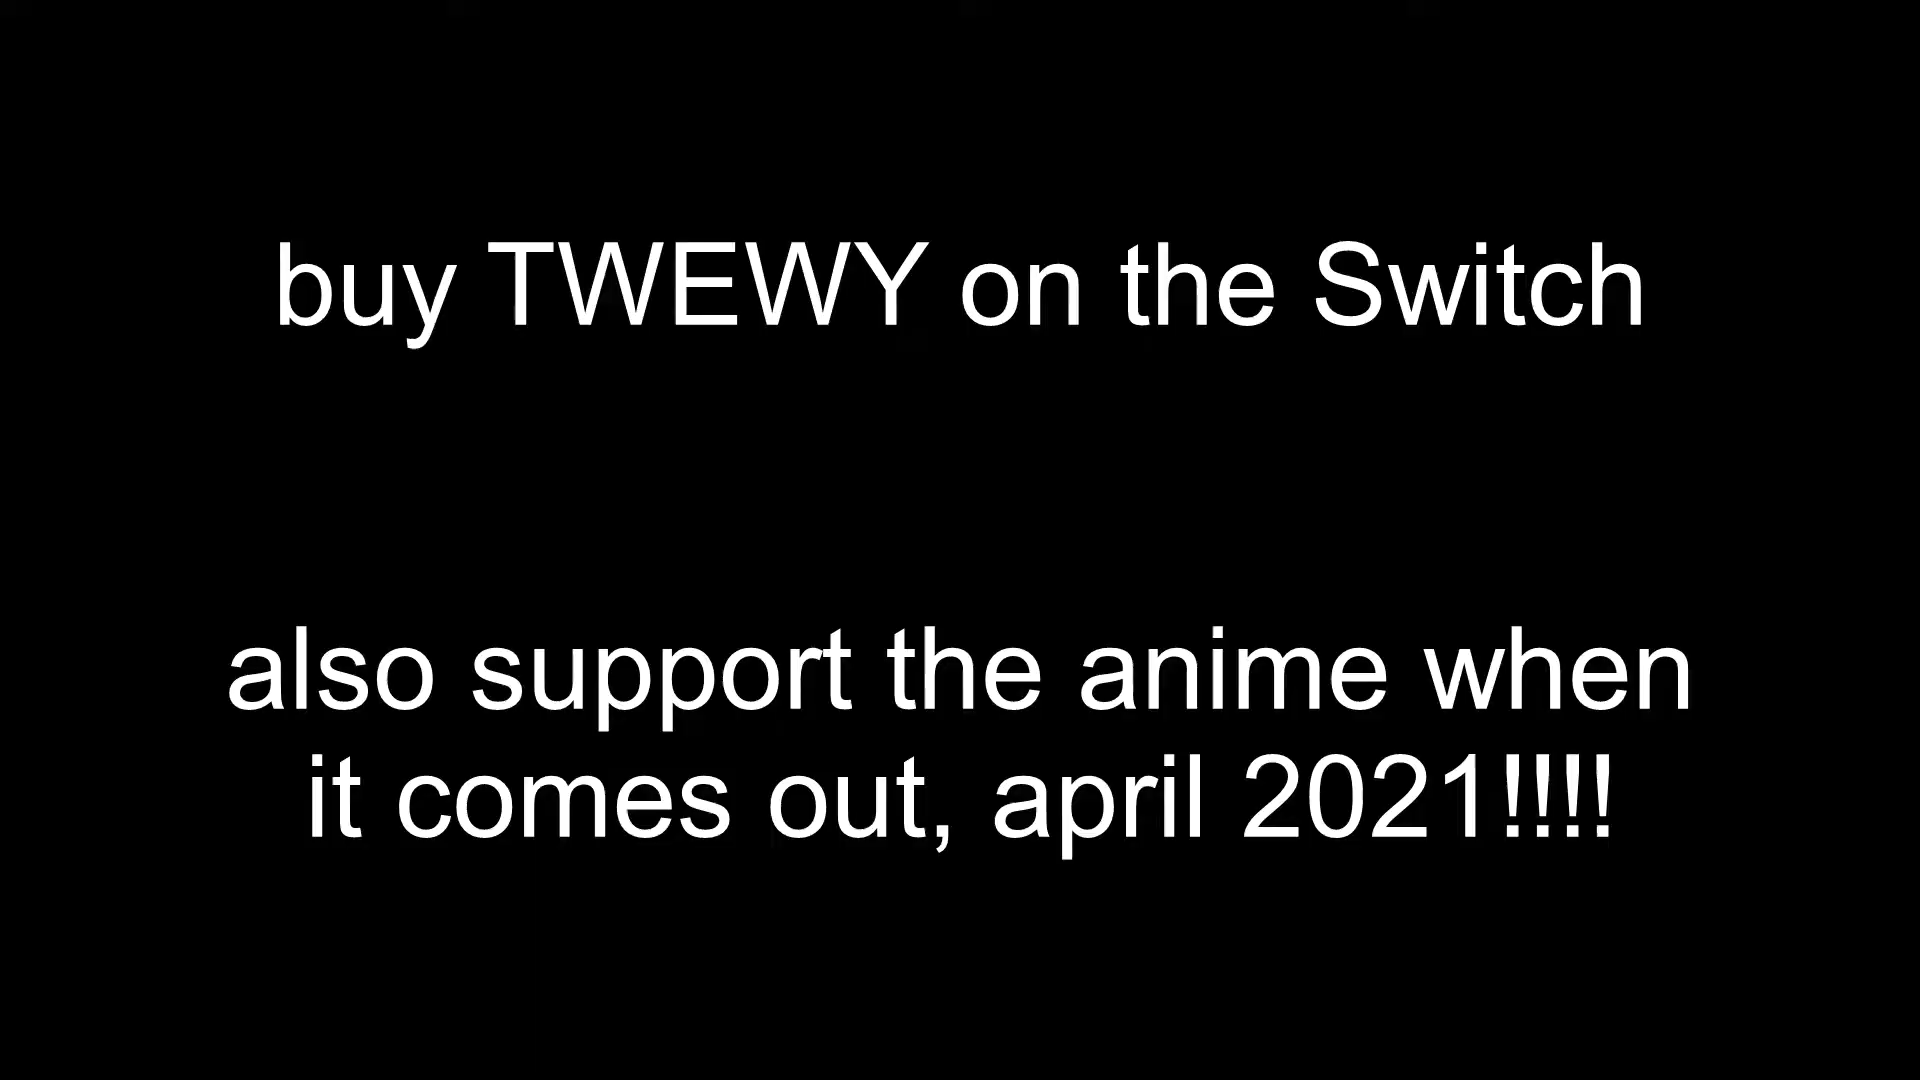 buy TWEWY on the Switch
also support the anime when
it comes out, april 2021!!!!